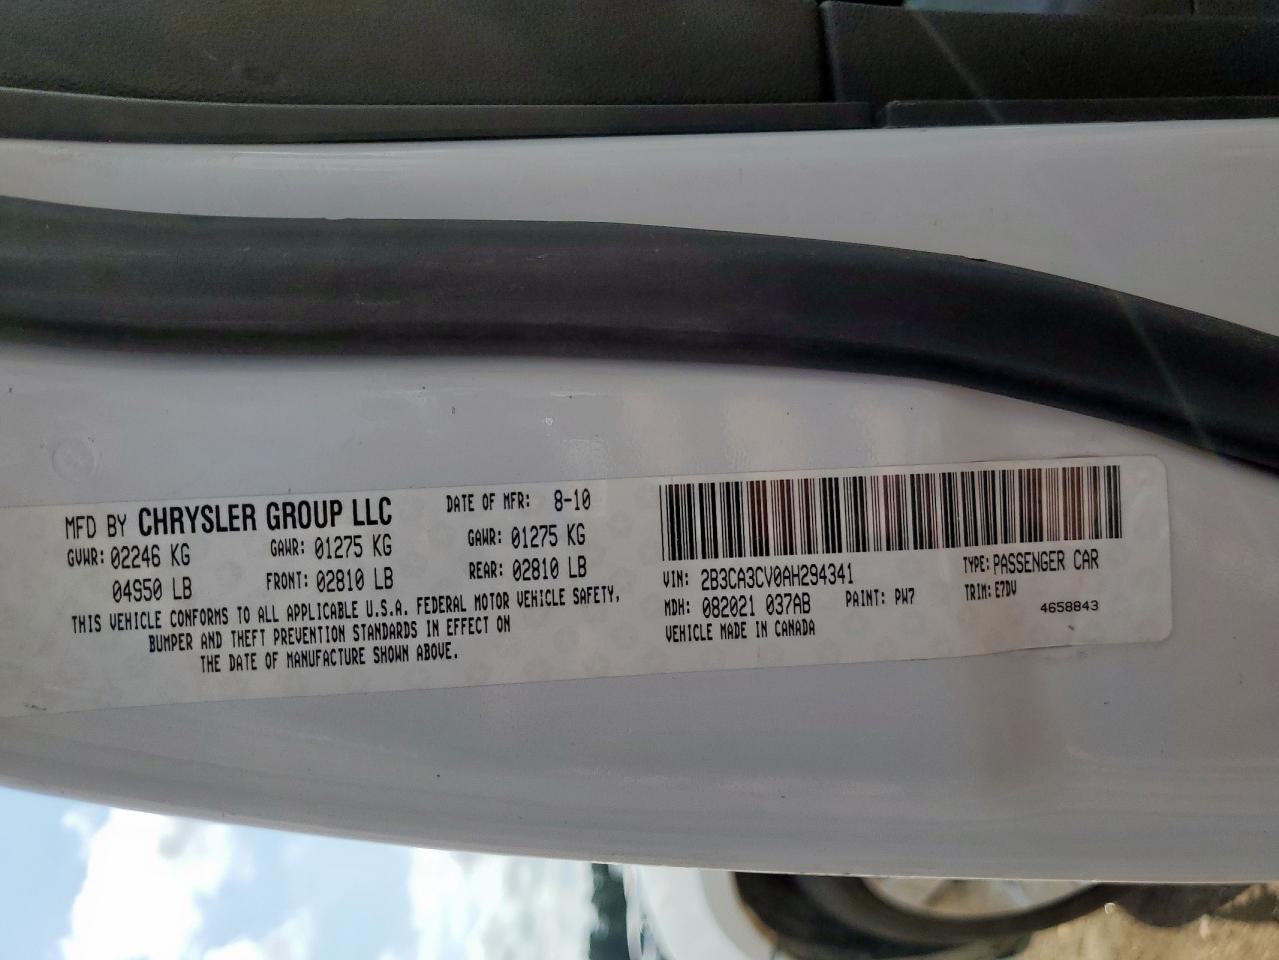 MFD BY CHRYSLER GROUP LLC DATE OF MFR: 8-10
GVWR: 02246 KG GAWR: 01275 KG GAWR: 01275 KG
04950 LB FRONT: 02810 LB REAR: 02810 LB
THIS VEHICLE CONFORMS TO ALL APPLICABLE U.S.A. FEDERAL MOTOR VEHICLE SAFETY,
BUMPER AND THEFT PREVENTION STANDARDS IN EFFECT ON
THE DATE OF MANUFACTURE SHOWN ABOVE.
VIN: 2B3CA3CV0AH294341 TYPE: PASSENGER CAR
MDH: 082021 037AB PAINT: PW7 TRIM: E7DV
VEHICLE MADE IN CANADA 4658843